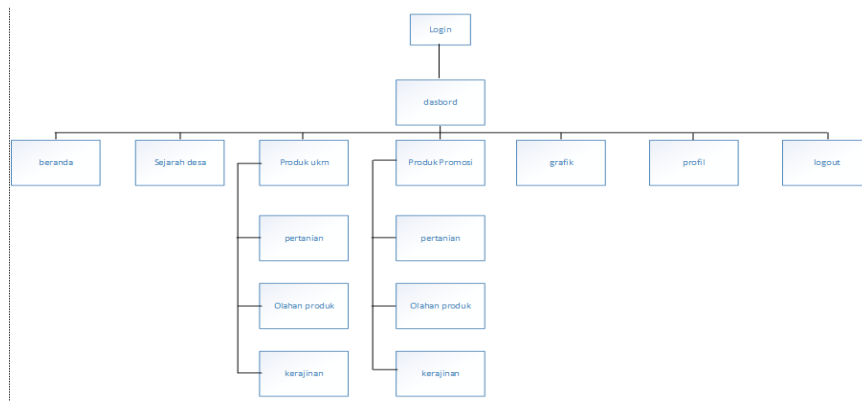 Login
dasbord
beranda
Sejarah desa
Produk ukm
Produk Promosi
grafik
profil
logout
pertanian
pertanian
Olahan produk
Olahan produk
kerajinan
kerajinan